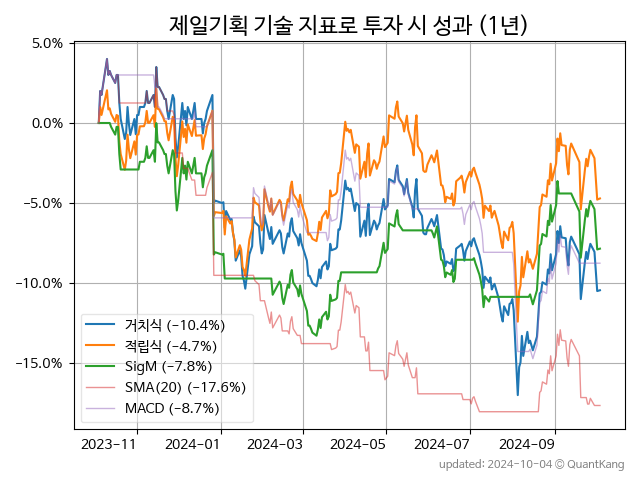 제일기획 기술 지표로 투자 시 성과 (1년)
5.0%
0.0%
−5.0%
−10.0%
−15.0%
거치식 (−10.4%)
적립식 (−4.7%)
SigM (−7.8%)
SMA(20) (−17.6%)
MACD (−8.7%)
2023-11
2024-01
2024-03
2024-05
2024-07
2024-09
updated: 2024-10-04 © QuantKang